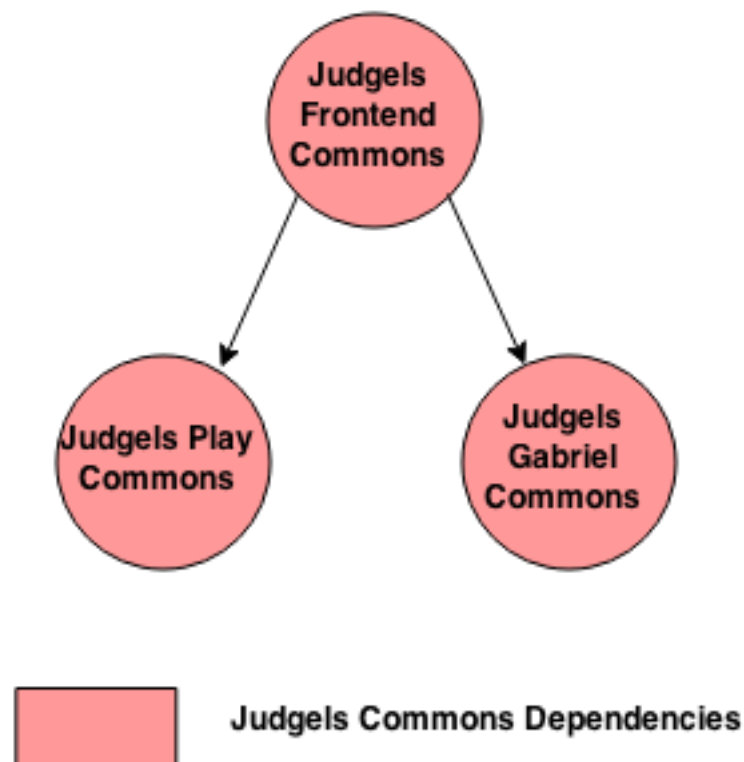 Judgels
Frontend
Commons
Judgels Play
Commons
Judgels
Gabriel
Commons
Judgels Commons Dependencies